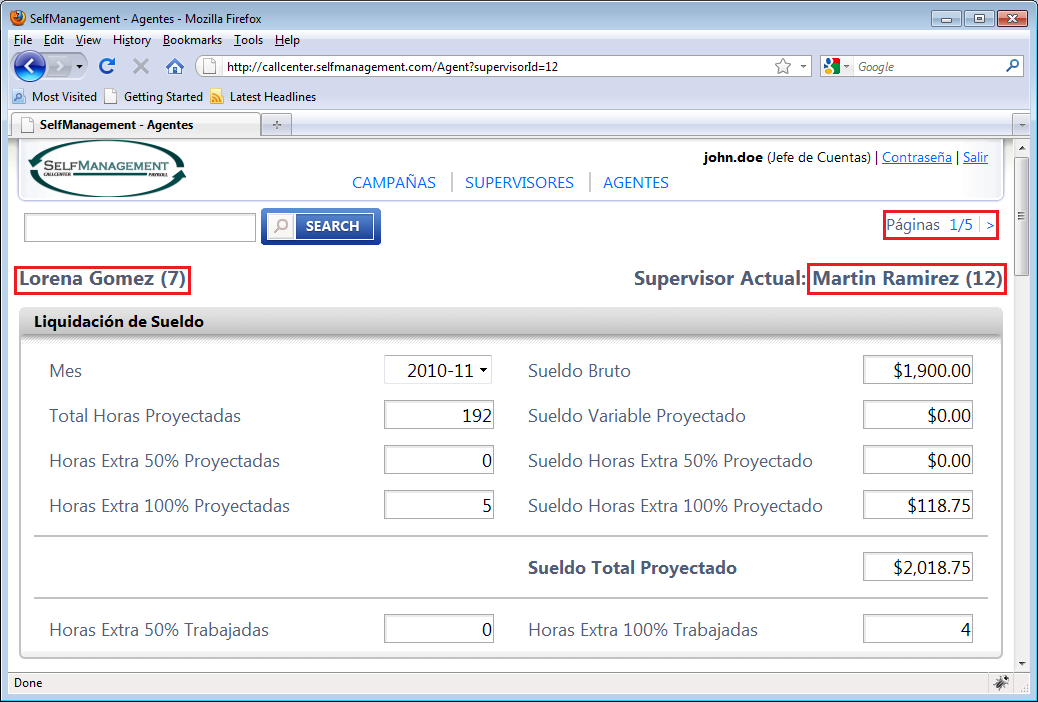 SelfManagement - Agentes - Mozilla Firefox
File Edit View History Bookmarks Tools Help
http://callcenter.selfmanagement.com/Agent?supervisorId=12 Google
Most Visited Getting Started Latest Headlines
SelfManagement - Agentes
SELFMANAGEMENT
CALLCENTER PAYROLL
john.doe (Jefe de Cuentas) | Contraseña | Salir
CAMPAÑAS | SUPERVISORES | AGENTES
SEARCH Páginas 1/5 | >
Lorena Gomez (7) Supervisor Actual: Martin Ramirez (12)
Liquidación de Sueldo
Mes 2010-11 Sueldo Bruto $1,900.00
Total Horas Proyectadas 192 Sueldo Variable Proyectado $0.00
Horas Extra 50% Proyectadas 0 Sueldo Horas Extra 50% Proyectado $0.00
Horas Extra 100% Proyectadas 5 Sueldo Horas Extra 100% Proyectado $118.75
Sueldo Total Proyectado $2,018.75
Horas Extra 50% Trabajadas 0 Horas Extra 100% Trabajadas 4
Done